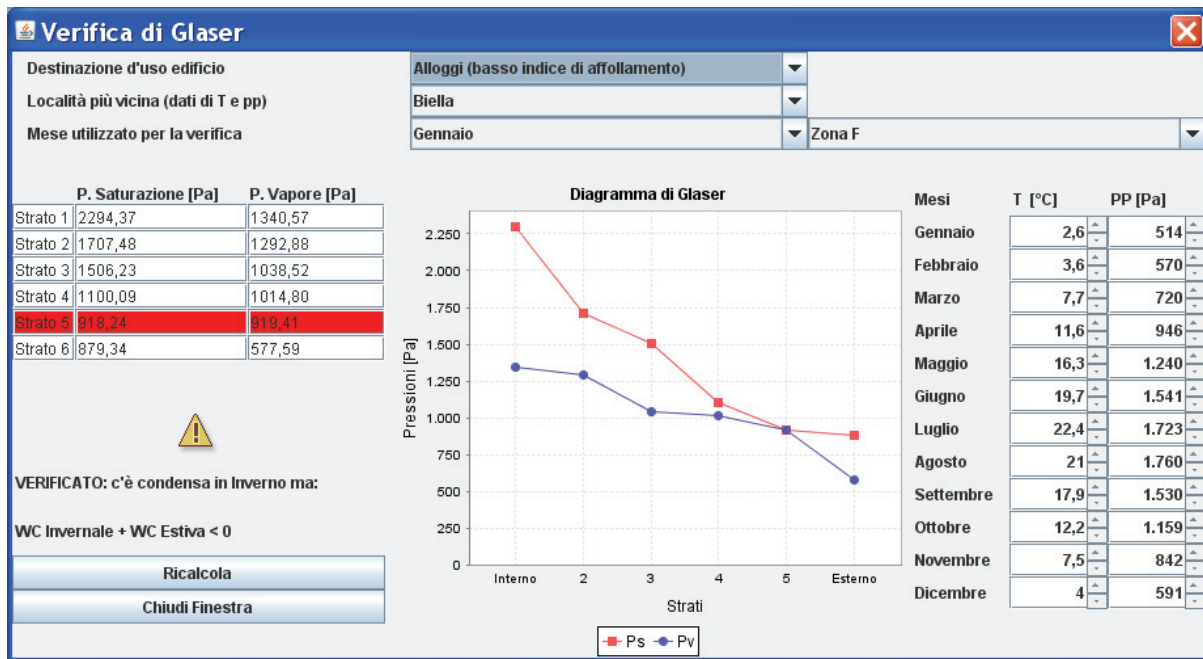 Verifica di Glaser
Destinazione d'uso edificio Alloggi (basso indice di affollamento)
Località più vicina (dati di T e pp) Biella
Mese utilizzato per la verifica Gennaio Zona F
P. Saturazione [Pa] P. Vapore [Pa]
Strato 1 2294,37 1340,57
Strato 2 1707,48 1292,88
Strato 3 1506,23 1038,52
Strato 4 1100,09 1014,80
Strato 5 918,24 919,41
Strato 6 879,34 577,59
VERIFICATO: c'è condensa in Inverno ma:
WC Invernale + WC Estiva < 0
Ricalcola
Chiudi Finestra
Diagramma di Glaser
Pressioni [Pa]
2.250
2.000
1.750
1.500
1.250
1.000
750
500
250
0
Interno 2 3 4 5 Esterno
Strati
Ps Pv
Mesi T [°C] PP [Pa]
Gennaio 2,6 514
Febbraio 3,6 570
Marzo 7,7 720
Aprile 11,6 946
Maggio 16,3 1.240
Giugno 19,7 1.541
Luglio 22,4 1.723
Agosto 21 1.760
Settembre 17,9 1.530
Ottobre 12,2 1.159
Novembre 7,5 842
Dicembre 4 591